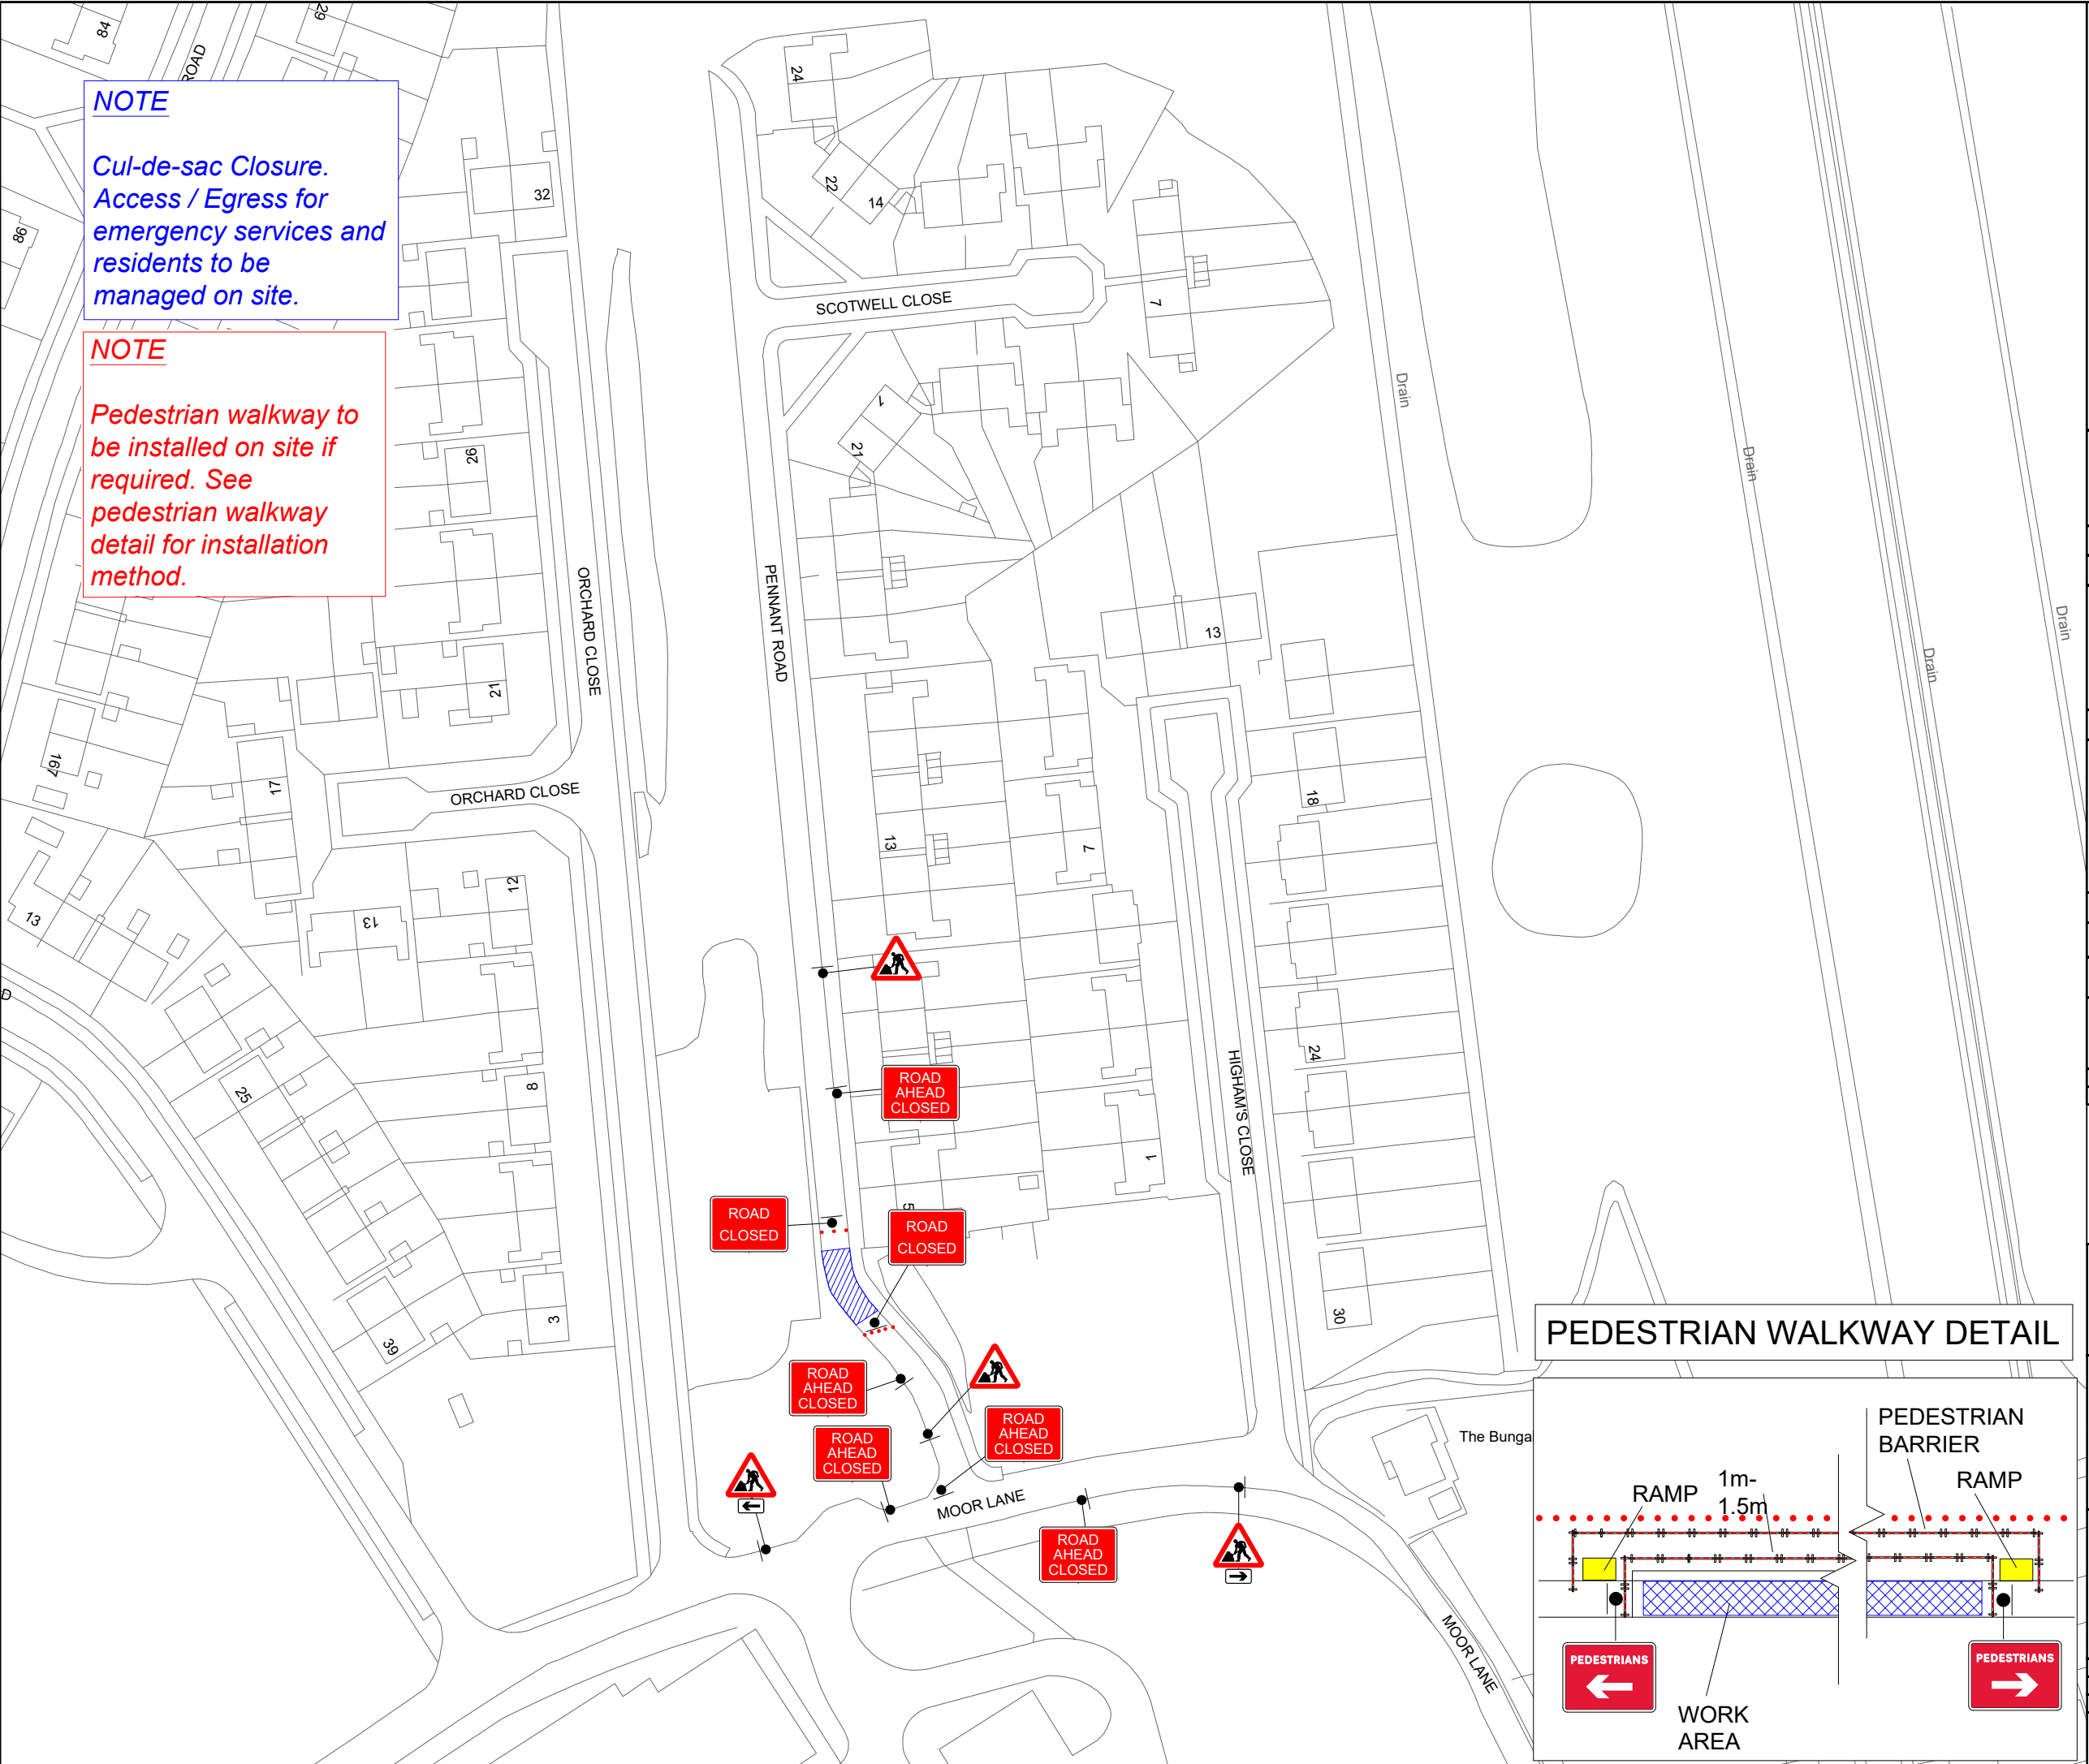 84
29
ROAD
NOTE
Cul-de-sac Closure.
Access / Egress for
emergency services and
residents to be
managed on site.
86
32
24
22
14
SCOTWELL CLOSE
7
NOTE
Pedestrian walkway to
be installed on site if
required. See
pedestrian walkway
detail for installation
method.
26
1
21
Drain
Drain
Drain
Drain
ORCHARD CLOSE
PENNANT ROAD
13
21
167
17
ORCHARD CLOSE
18
13
7
12
13
13
D
25
8
24
HIGHAM'S CLOSE
ROAD
AHEAD
CLOSED
1
5
ROAD
CLOSED
ROAD
CLOSED
3
39
30
ROAD
AHEAD
CLOSED
ROAD
AHEAD
CLOSED
ROAD
AHEAD
CLOSED
MOOR LANE
ROAD
AHEAD
CLOSED
The Bunga
MOOR LANE
PEDESTRIAN WALKWAY DETAIL
PEDESTRIAN
BARRIER
RAMP
1m-
1.5m
RAMP
PEDESTRIANS
PEDESTRIANS
WORK
AREA